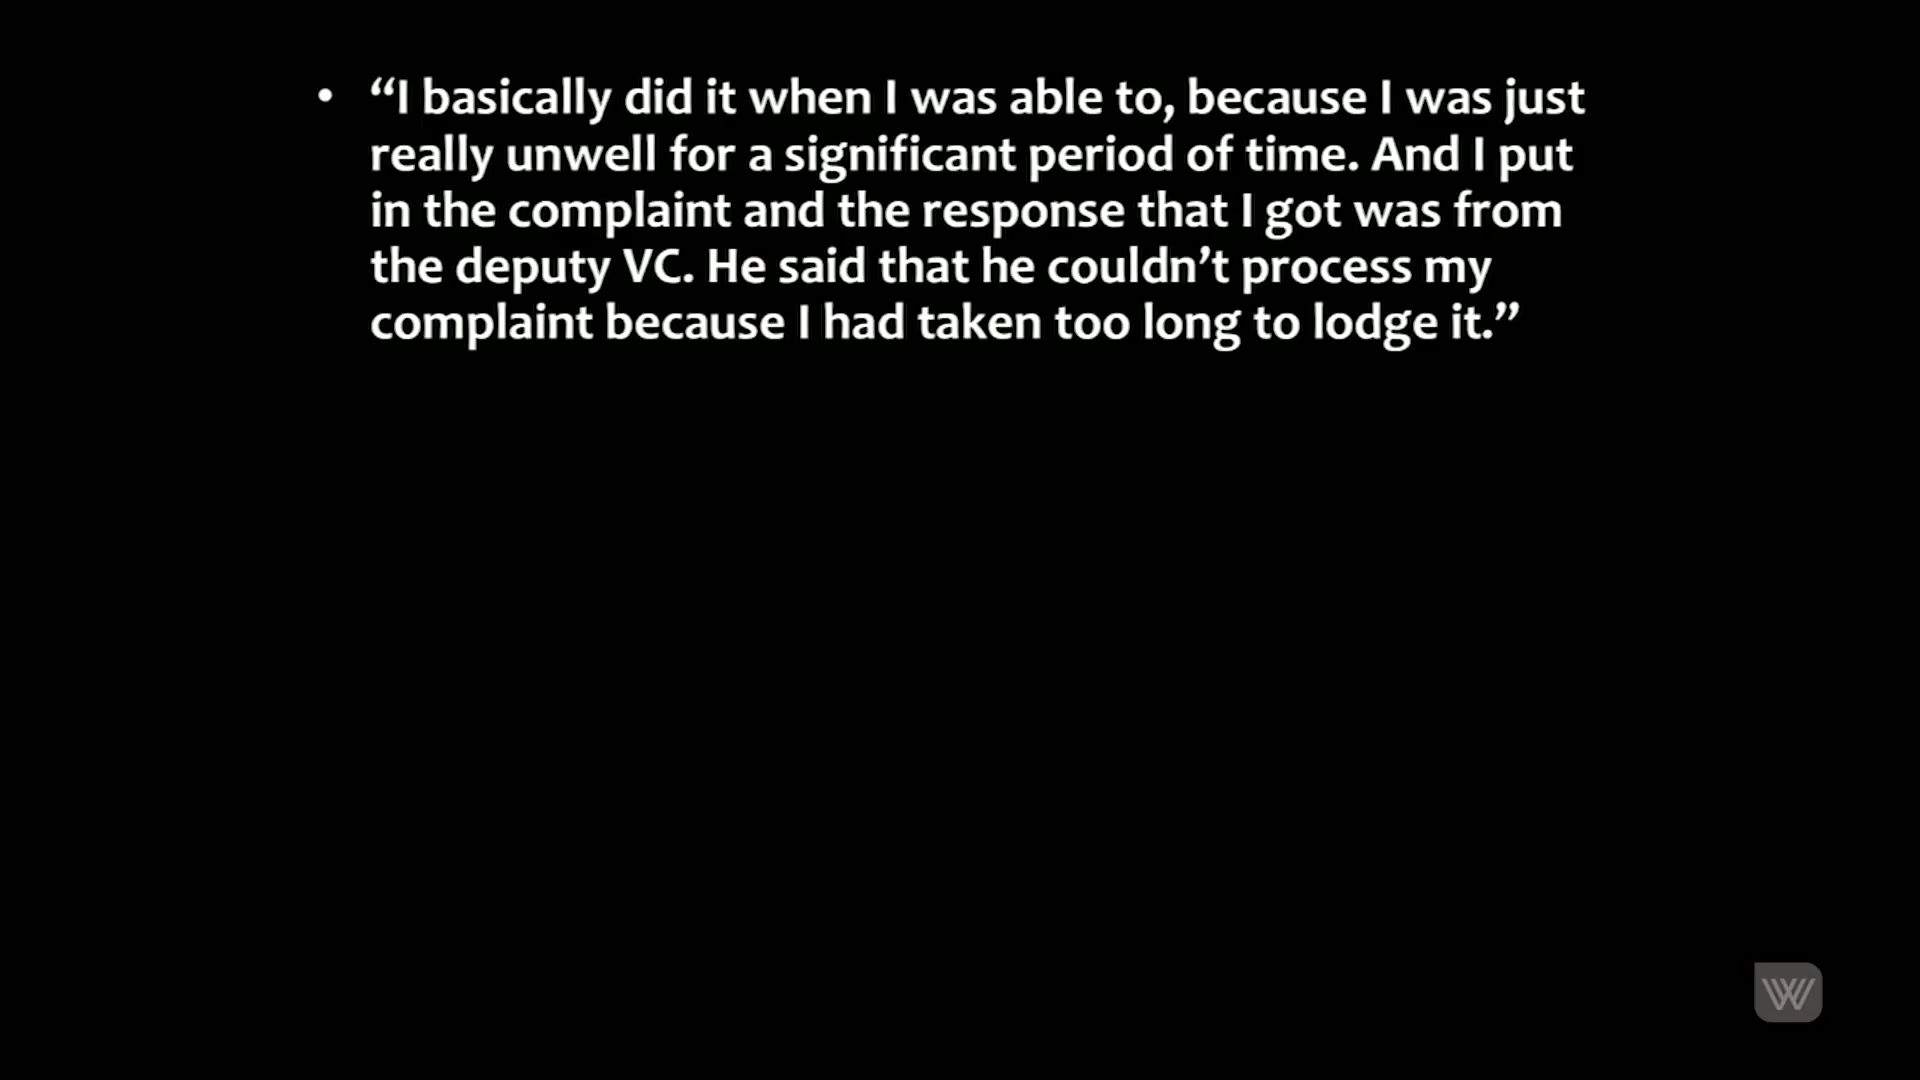 • “I basically did it when I was able to, because I was just
really unwell for a significant period of time. And I put
in the complaint and the response that I got was from
the deputy VC. He said that he couldn’t process my
complaint because I had taken too long to lodge it.”
W